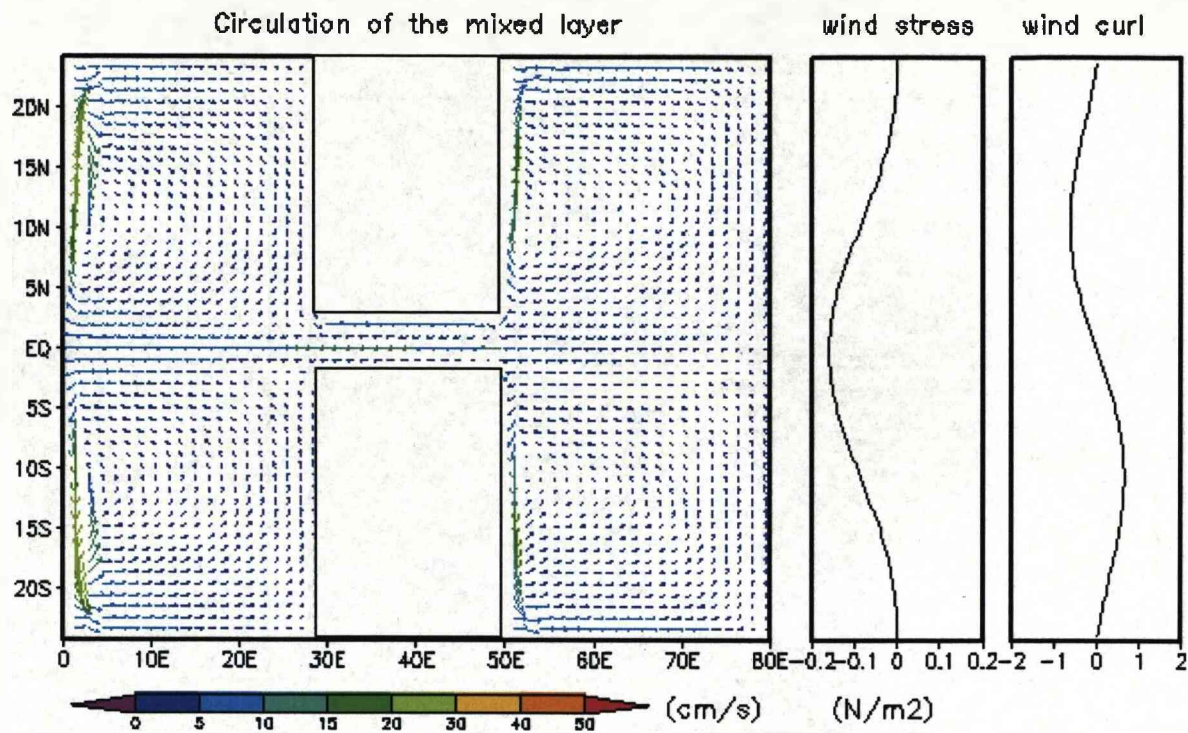 Circulation of the mixed layer wind stress wind curl
20N
15N
10N
5N
EQ
5S
10S
15S
20S
0 10E 20E 30E 40E 50E 60E 70E 80E-0.2-0.1 0 0.1 0.2-2 -1 0 1 2
0 5 10 15 20 30 40 50 (cm/s) (N/m2)